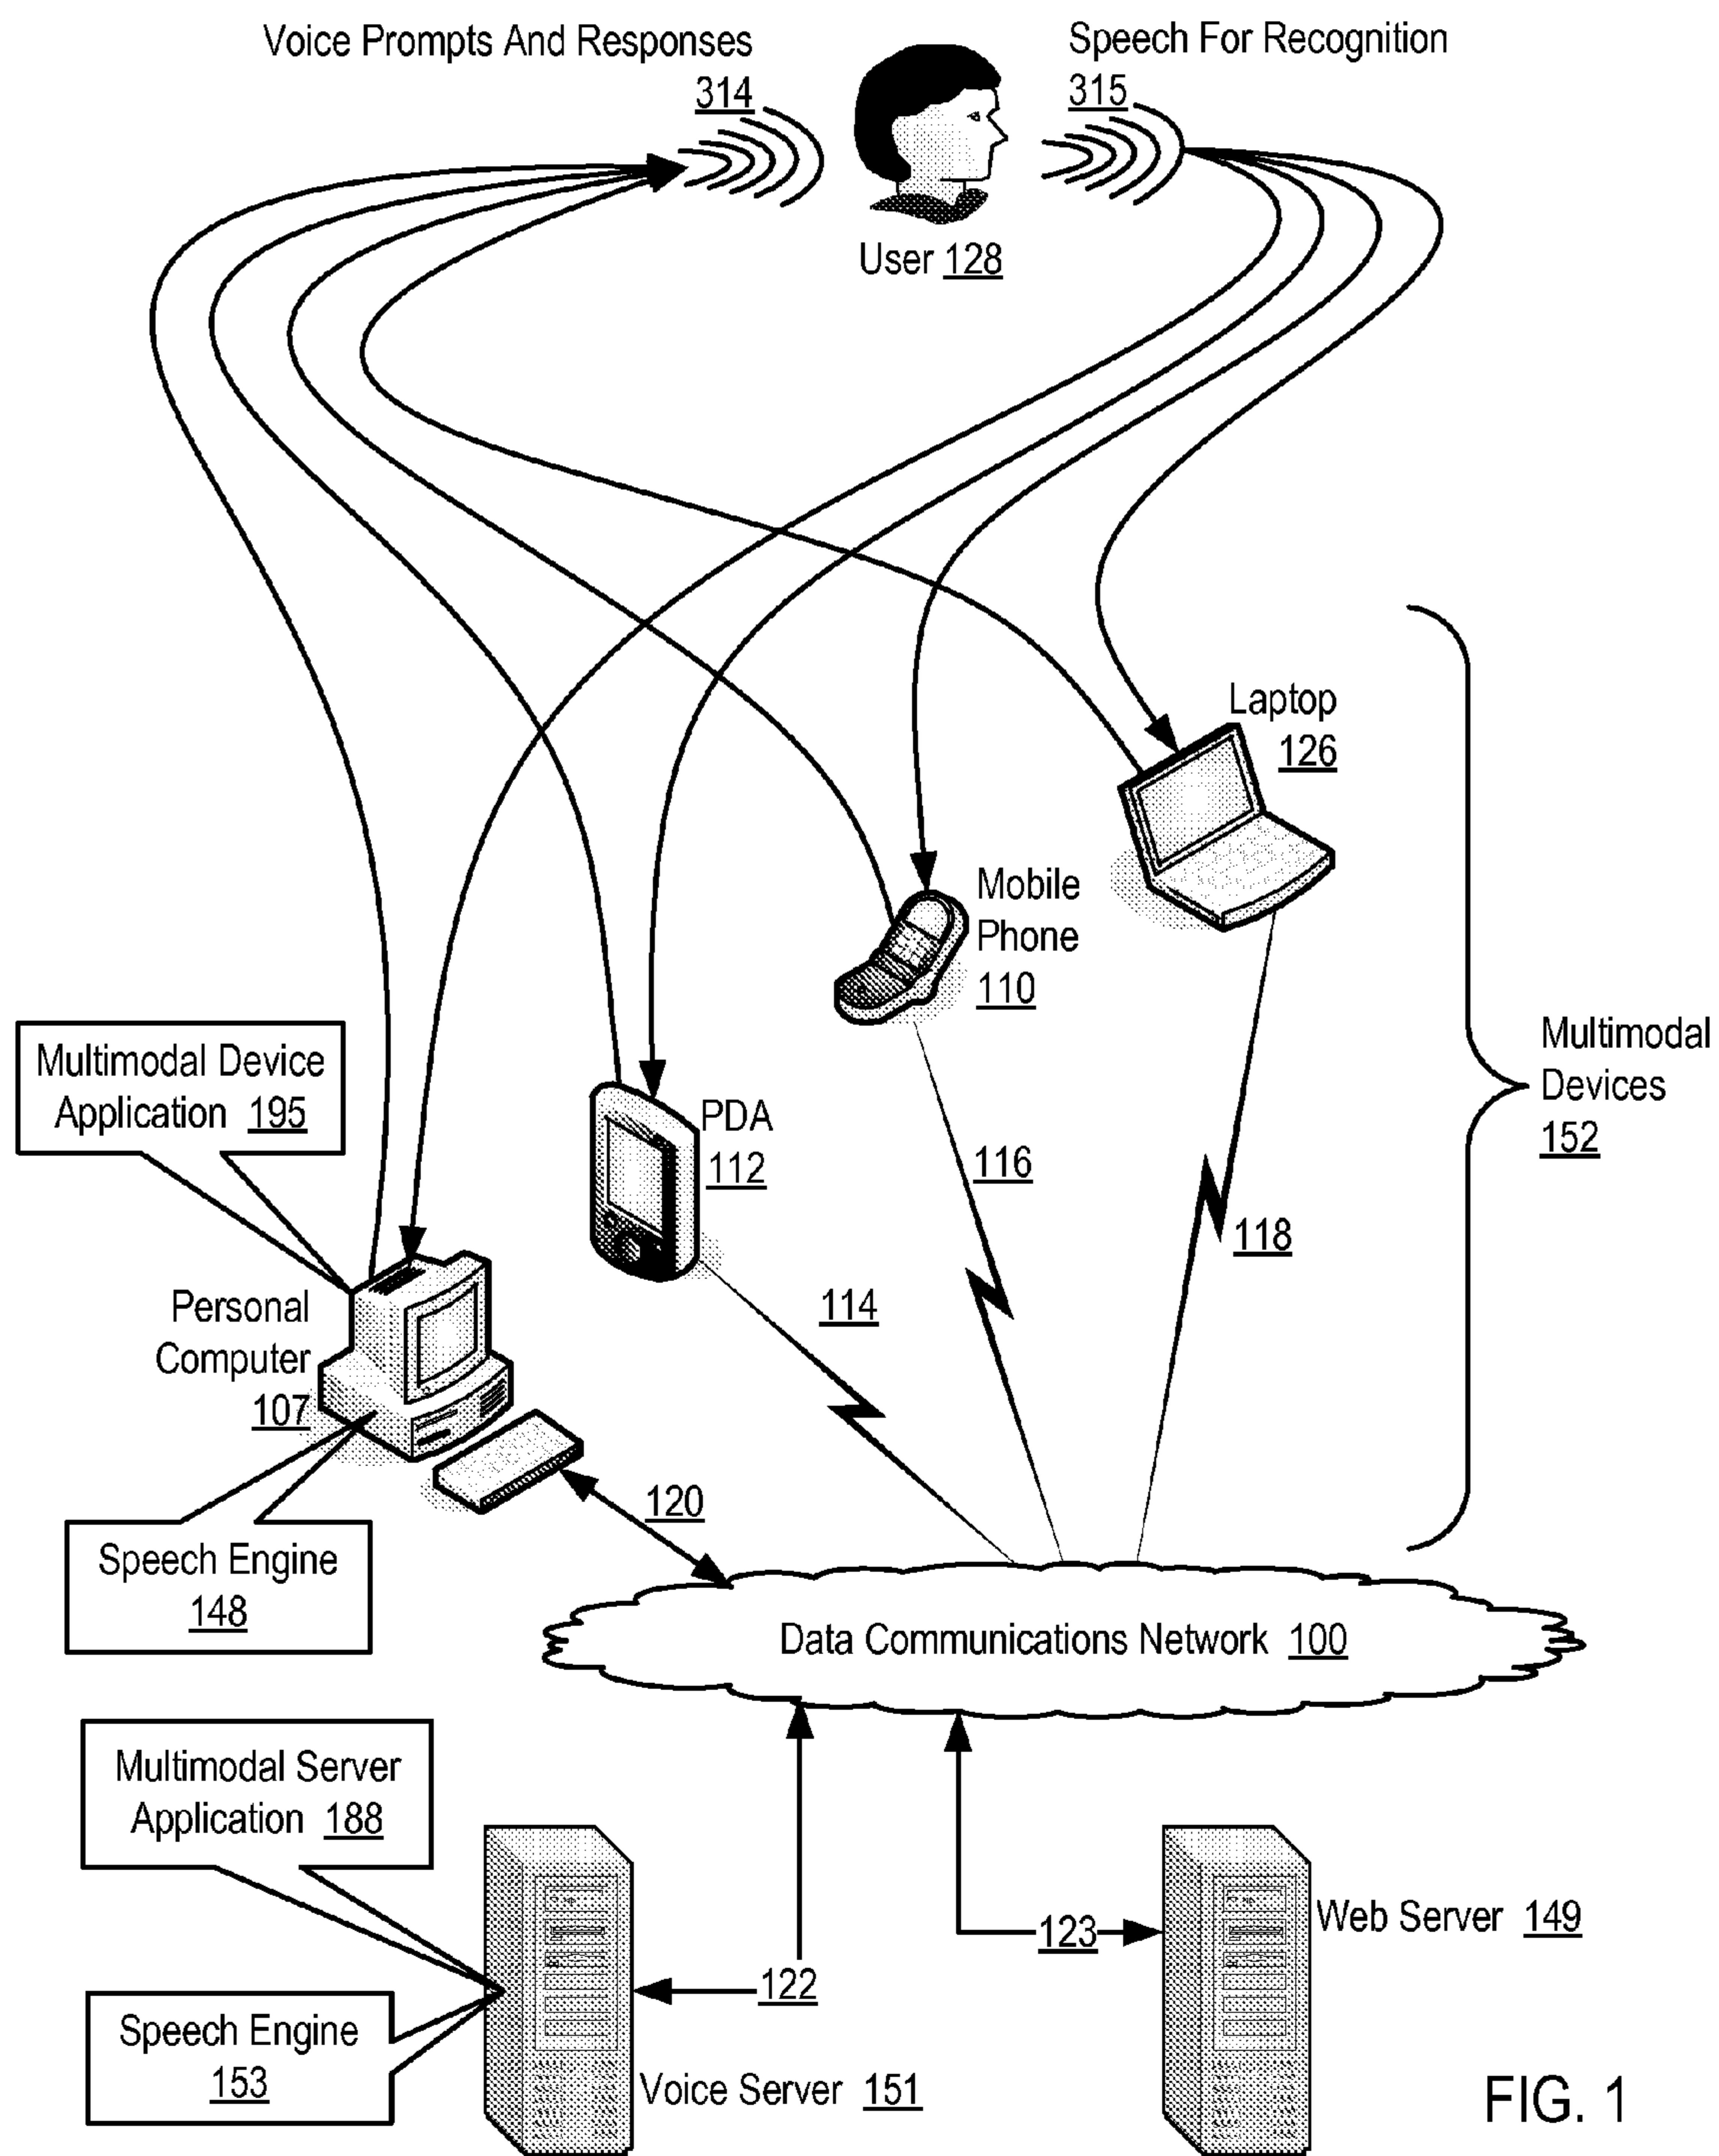 Voice Prompts And Responses
314
Speech For Recognition
315
User 128
Laptop
126
Mobile
Phone
110
Multimodal
Devices
152
Multimodal Device
Application 195
PDA
112
116
118
114
Personal
Computer
107
120
Speech Engine
148
Data Communications Network 100
Multimodal Server
Application 188
Web Server 149
123
122
Speech Engine
153
Voice Server 151
FIG. 1